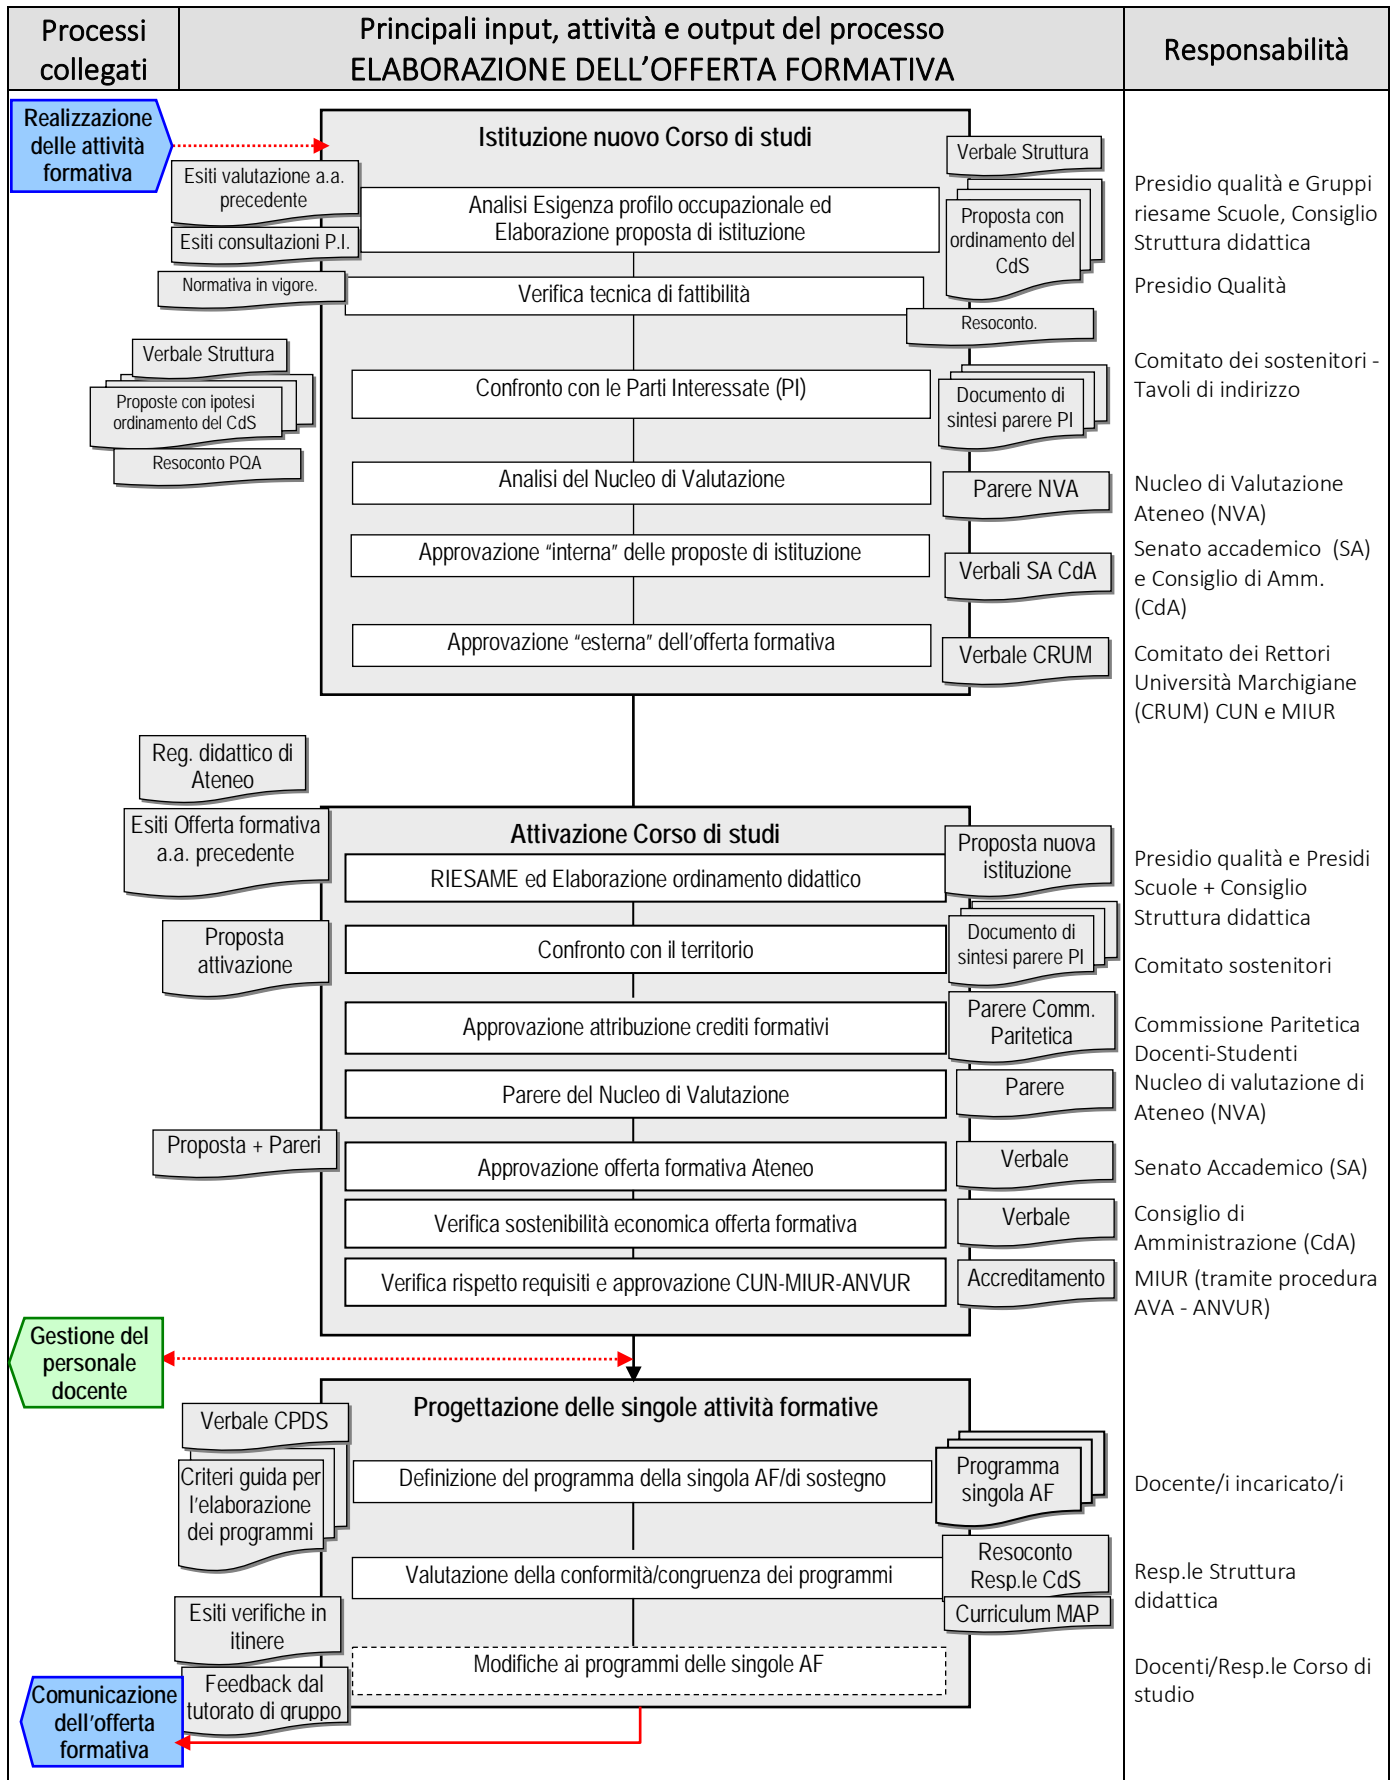 Processi
collegati
Principali input, attività e output del processo
ELABORAZIONE DELL'OFFERTA FORMATIVA
Responsabilità
Realizzazione
delle attività
formativa
Istituzione nuovo Corso di studi
Verbale Struttura
Esiti valutazione a.a.
precedente
Esiti consultazioni P.I.
Analisi Esigenza profilo occupazionale ed
Elaborazione proposta di istituzione
Proposta con
ordinamento del
CdS
Presidio qualità e Gruppi
riesame Scuole, Consiglio
Struttura didattica
Normativa in vigore.
Verifica tecnica di fattibilità
Resoconto.
Presidio Qualità
Verbale Struttura
Proposte con ipotesi
ordinamento del CdS
Resoconto PQA
Confronto con le Parti Interessate (PI)
Documento di
sintesi parere PI
Comitato dei sostenitori -
Tavoli di indirizzo
Analisi del Nucleo di Valutazione
Parere NVA
Nucleo di Valutazione
Ateneo (NVA)
Approvazione “interna” delle proposte di istituzione
Verbali SA CdA
Senato accademico  (SA)
e Consiglio di Amm.
(CdA)
Approvazione “esterna” dell'offerta formativa
Verbale CRUM
Comitato dei Rettori
Università Marchigiane
(CRUM) CUN e MIUR
Reg. didattico di
Ateneo
Esiti Offerta formativa
a.a. precedente
Attivazione Corso di studi
RIESAME ed Elaborazione ordinamento didattico
Proposta nuova
istituzione
Presidio qualità e Presidi
Scuole + Consiglio
Struttura didattica
Proposta
attivazione
Confronto con il territorio
Documento di
sintesi parere PI
Comitato sostenitori
Approvazione attribuzione crediti formativi
Parere Comm.
Paritetica
Commissione Paritetica
Docenti-Studenti
Parere del Nucleo di Valutazione
Parere
Nucleo di valutazione di
Ateneo (NVA)
Proposta + Pareri
Approvazione offerta formativa Ateneo
Verbale
Senato Accademico (SA)
Verifica sostenibilità economica offerta formativa
Verbale
Consiglio di
Amministrazione (CdA)
Verifica rispetto requisiti e approvazione CUN-MIUR-ANVUR
Accreditamento
MIUR (tramite procedura
AVA - ANVUR)
Gestione del
personale
docente
Progettazione delle singole attività formative
Verbale CPDS
Criteri guida per
l'elaborazione
dei programmi
Definizione del programma della singola AF/di sostegno
Programma
singola AF
Docente/i incaricato/i
Valutazione della conformità/congruenza dei programmi
Resoconto
Resp.le CdS
Curriculum MAP
Resp.le Struttura
didattica
Esiti verifiche in
itinere
Modifiche ai programmi delle singole AF
Docenti/Resp.le Corso di
studio
Feedback dal
tutorato di gruppo
Comunicazione
dell'offerta
formativa